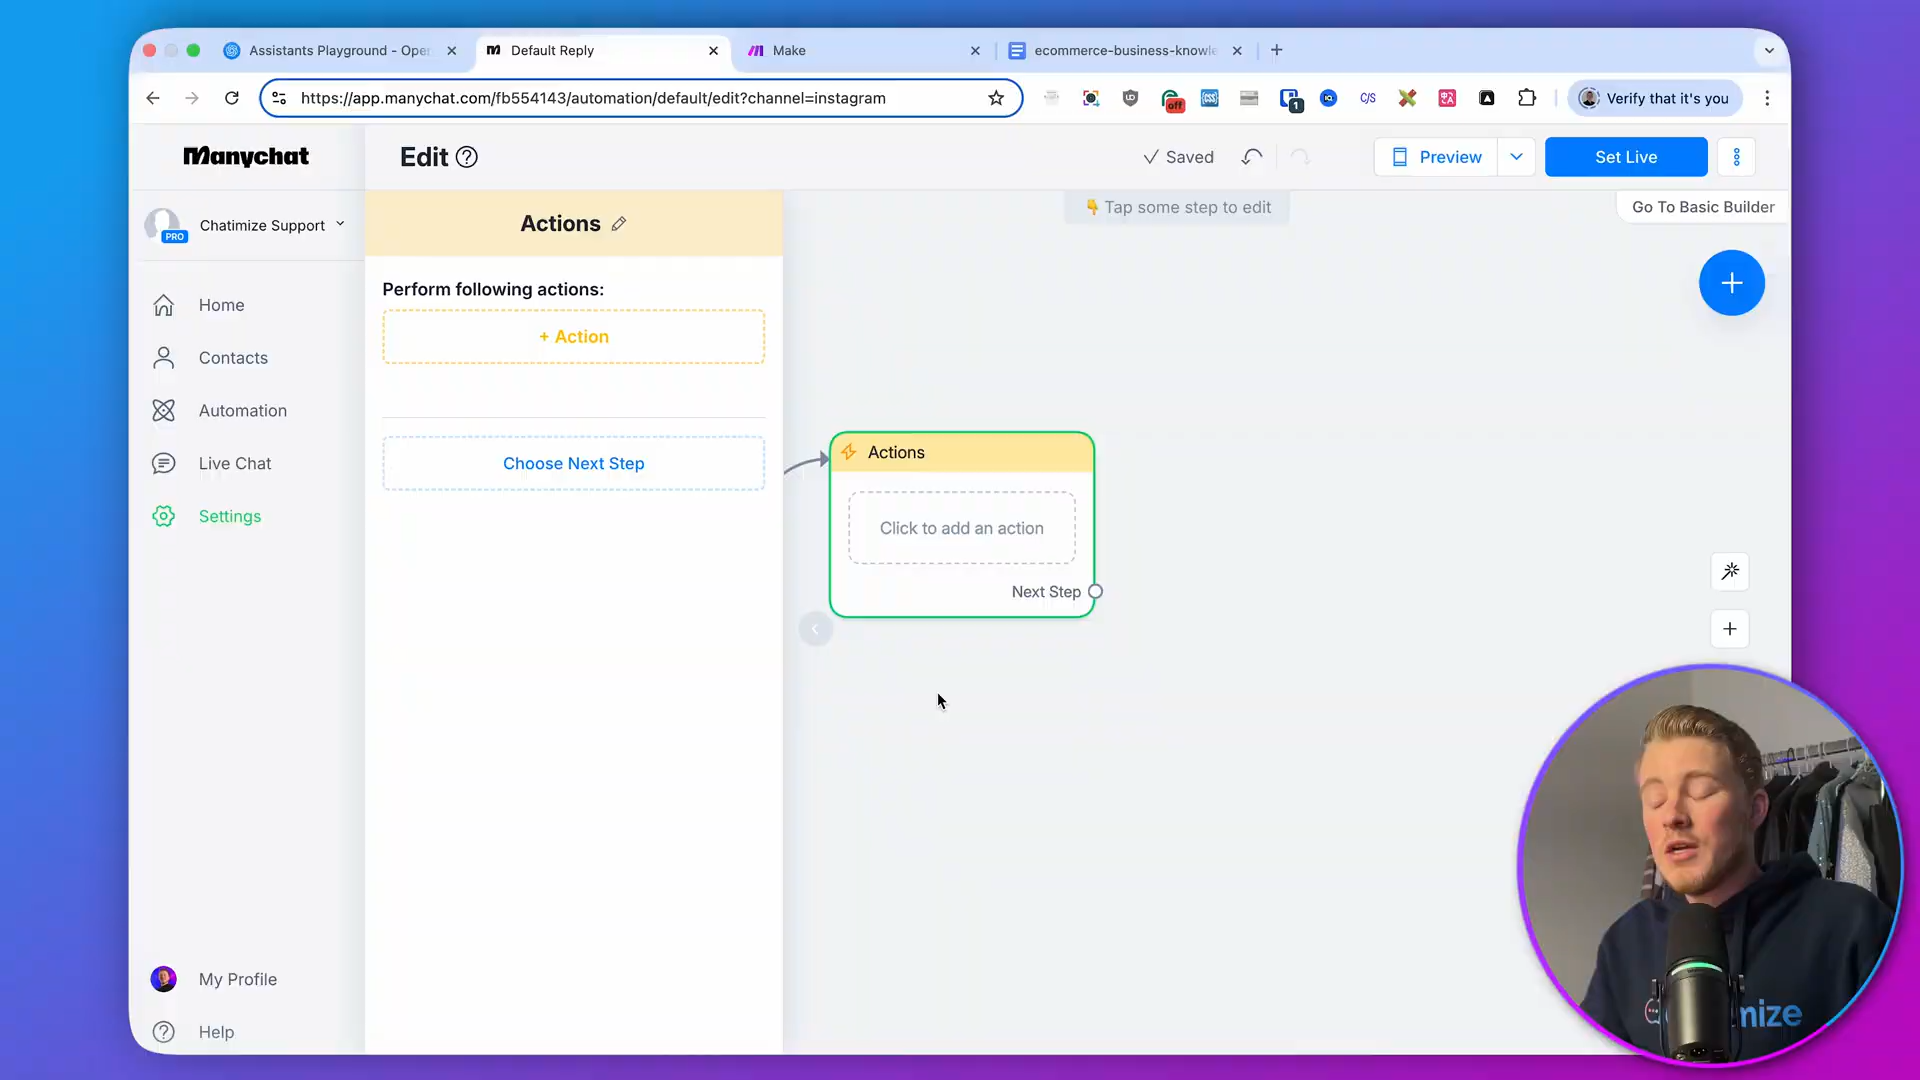 Assistants Playground - Ope
Default Reply
Make
ecommerce-business-knowle
https://app.manychat.com/fb554143/automation/default/edit?channel=instagram
off
1
C/S
Verify that it's you
Manychat
Edit
Saved
Preview
Set Live
Chatimize Support
PRO
Home
Contacts
Automation
Live Chat
Settings
My Profile
Help
Actions
Perform following actions:
+ Action
Choose Next Step
👇 Tap some step to edit
Go To Basic Builder
Actions
Click to add an action
Next Step
mize